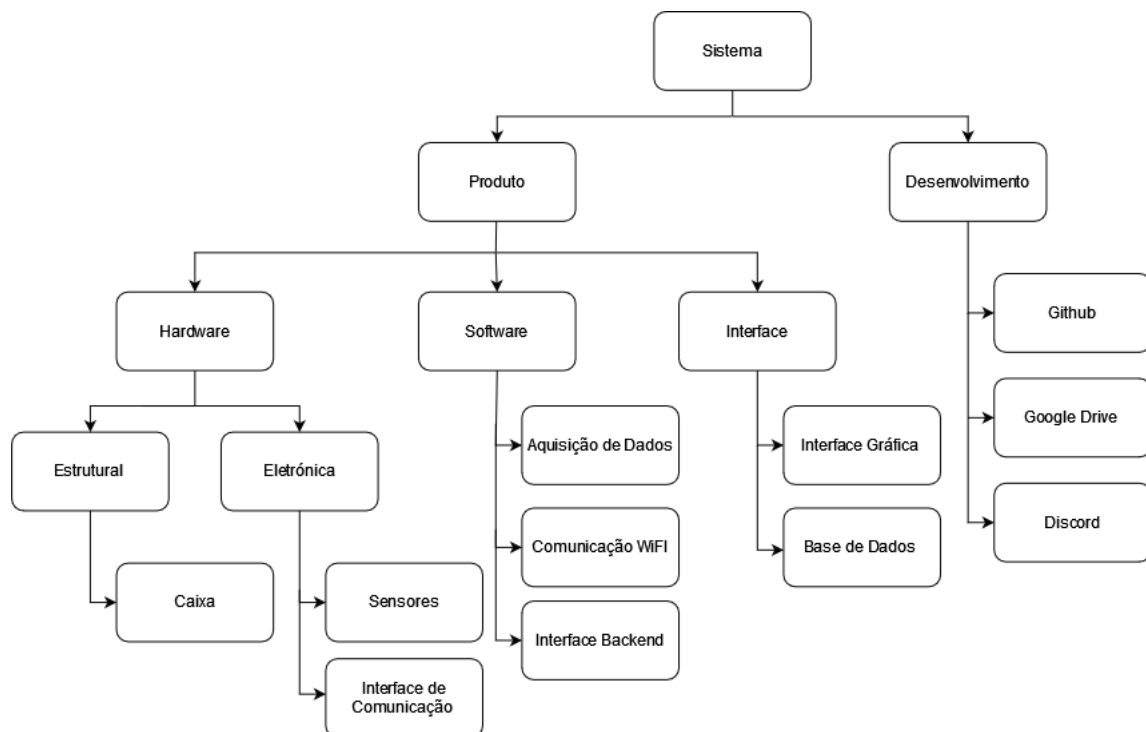 Sistema
Produto
Desenvolvimento
Hardware
Software
Interface
Github
Estrutural
Eletrónica
Aquisição de Dados
Interface Gráfica
Google Drive
Comunicação WiFI
Base de Dados
Discord
Caixa
Sensores
Interface Backend
Interface de
Comunicação